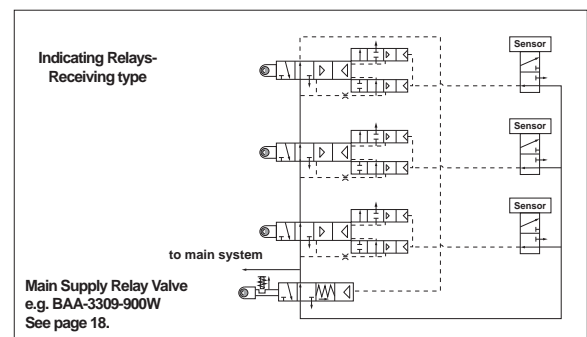 Indicating Relays-
Receiving type
Sensor
Sensor
Sensor
to main system
Main Supply Relay Valve
e.g. BAA-3309-900W
See page 18.